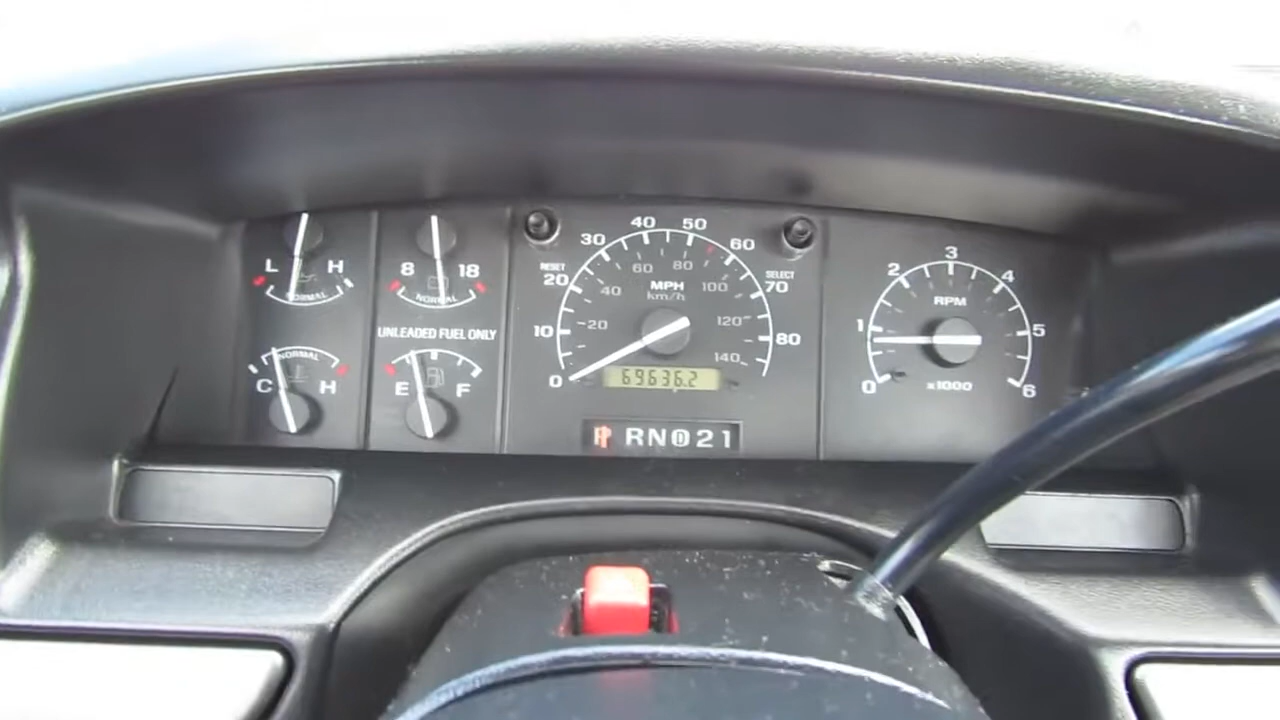 L H
NORMAL
8 18
NORMAL
UNLEADED FUEL ONLY
NORMAL
C H
E F
RESET
SELECT
0 10 20 30 40 50 60 70 80
20 40 60 80 100 120 140
MPH
km/h
69636.2
P R N D 2 1
0 1 2 3 4 5 6
RPM
x1000